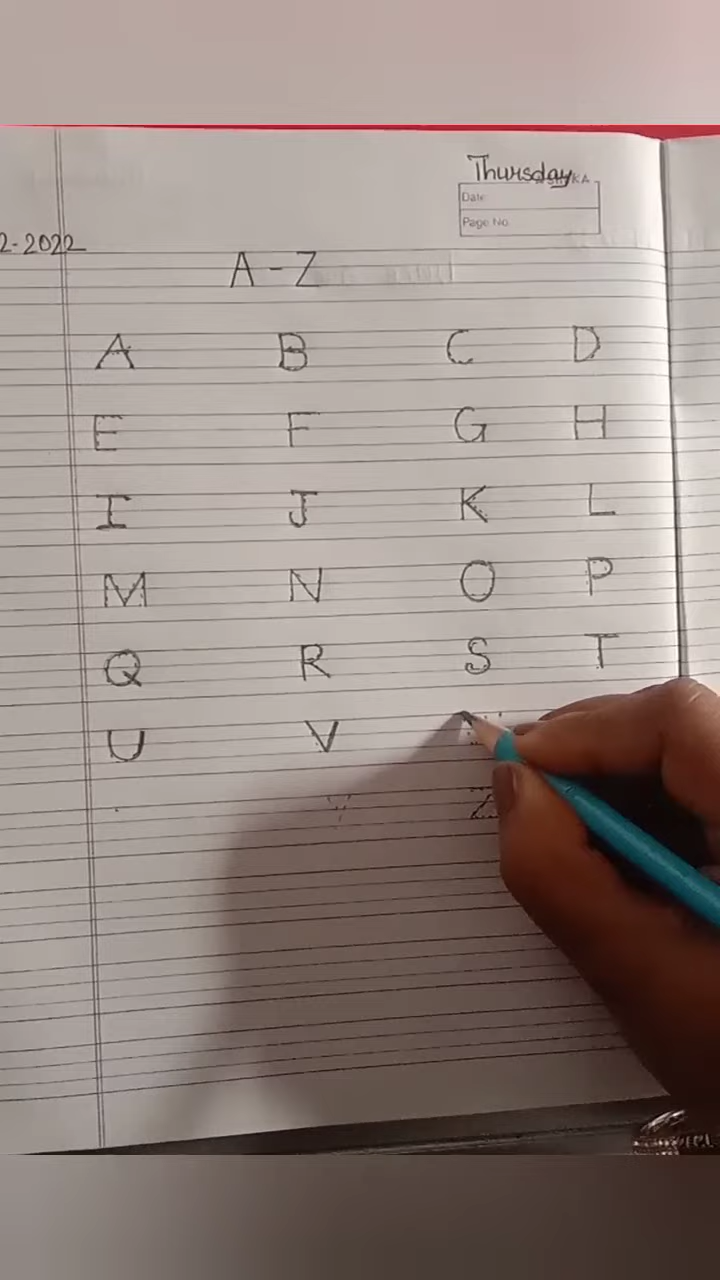 Thursday
Date
Page No
2-2022
A-Z
A B C D
E F G H
I J K L
M N O P
Q R S T
U V
Y Z